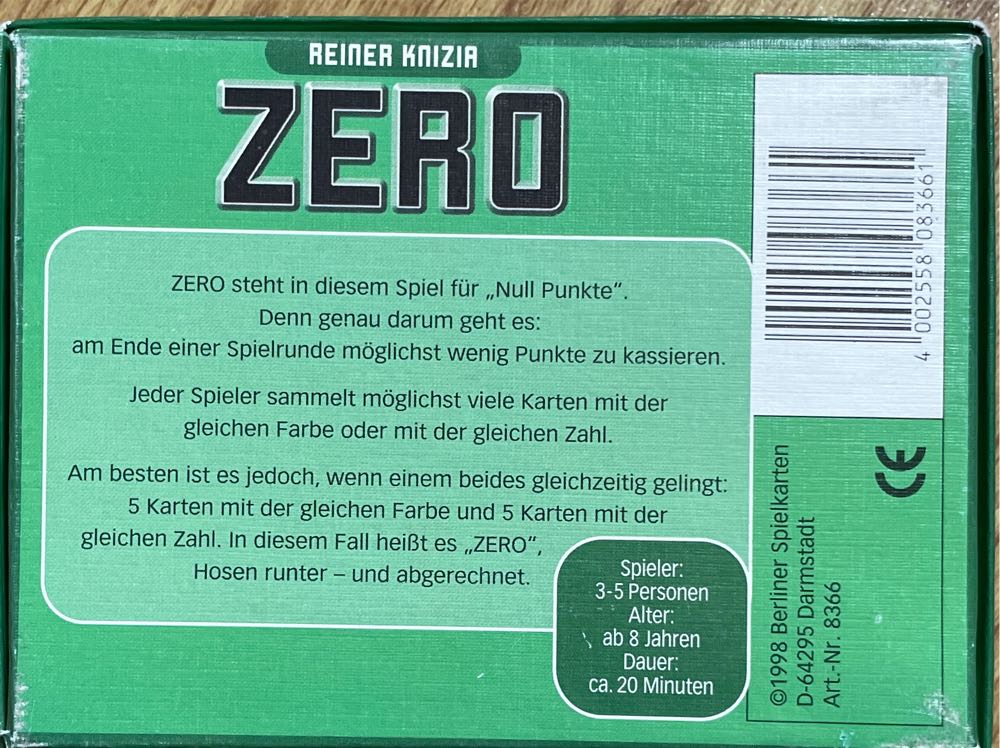 REINER KNIZIA
ZERO
ZERO steht in diesem Spiel für „Null Punkte“.
Denn genau darum geht es:
am Ende einer Spielrunde möglichst wenig Punkte zu kassieren.
Jeder Spieler sammelt möglichst viele Karten mit der
gleichen Farbe oder mit der gleichen Zahl.
Am besten ist es jedoch, wenn einem beides gleichzeitig gelingt:
5 Karten mit der gleichen Farbe und 5 Karten mit der
gleichen Zahl. In diesem Fall heißt es „ZERO“,
Hosen runter – und abgerechnet.
Spieler:
3-5 Personen
Alter:
ab 8 Jahren
Dauer:
ca. 20 Minuten
4 002558 083661
CE
©1998 Berliner Spielkarten
D-64295 Darmstadt
Art.-Nr. 8366